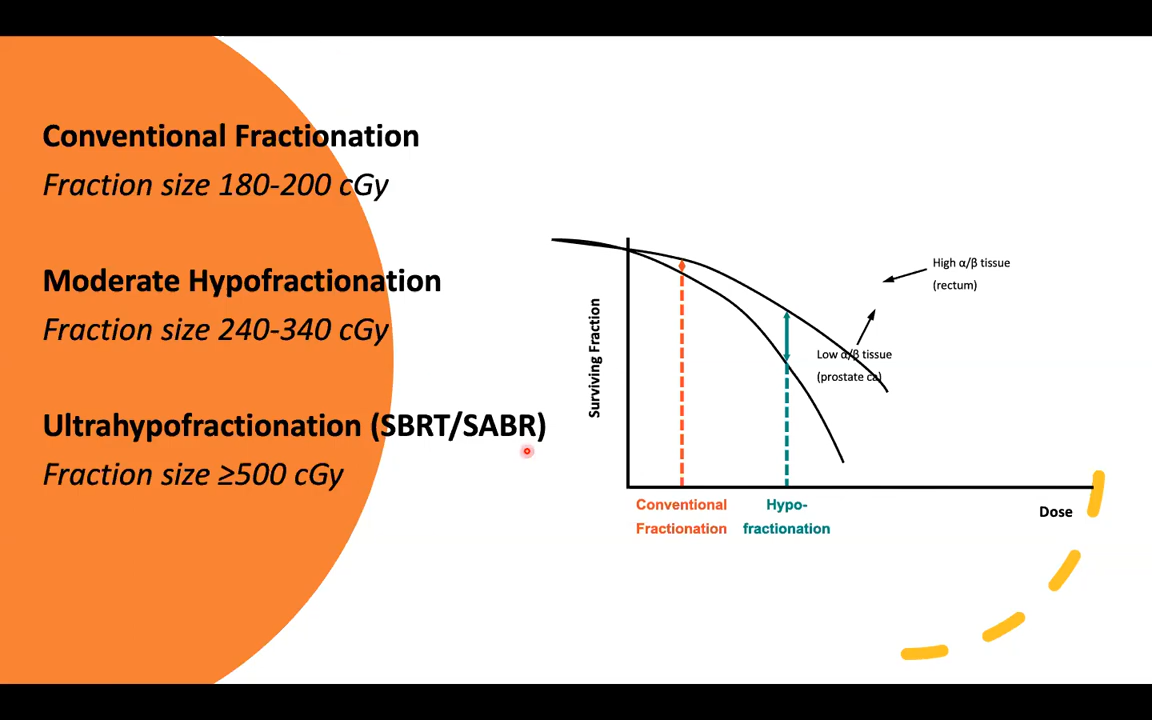 Conventional Fractionation
Fraction size 180-200 cGy
Moderate Hypofractionation
Fraction size 240-340 cGy
Ultrahypofractionation (SBRT/SABR)
Fraction size ≥500 cGy
Surviving Fraction
High α/β tissue
(rectum)
Low α/β tissue
(prostate ca)
Conventional
Fractionation
Hypo-
fractionation
Dose